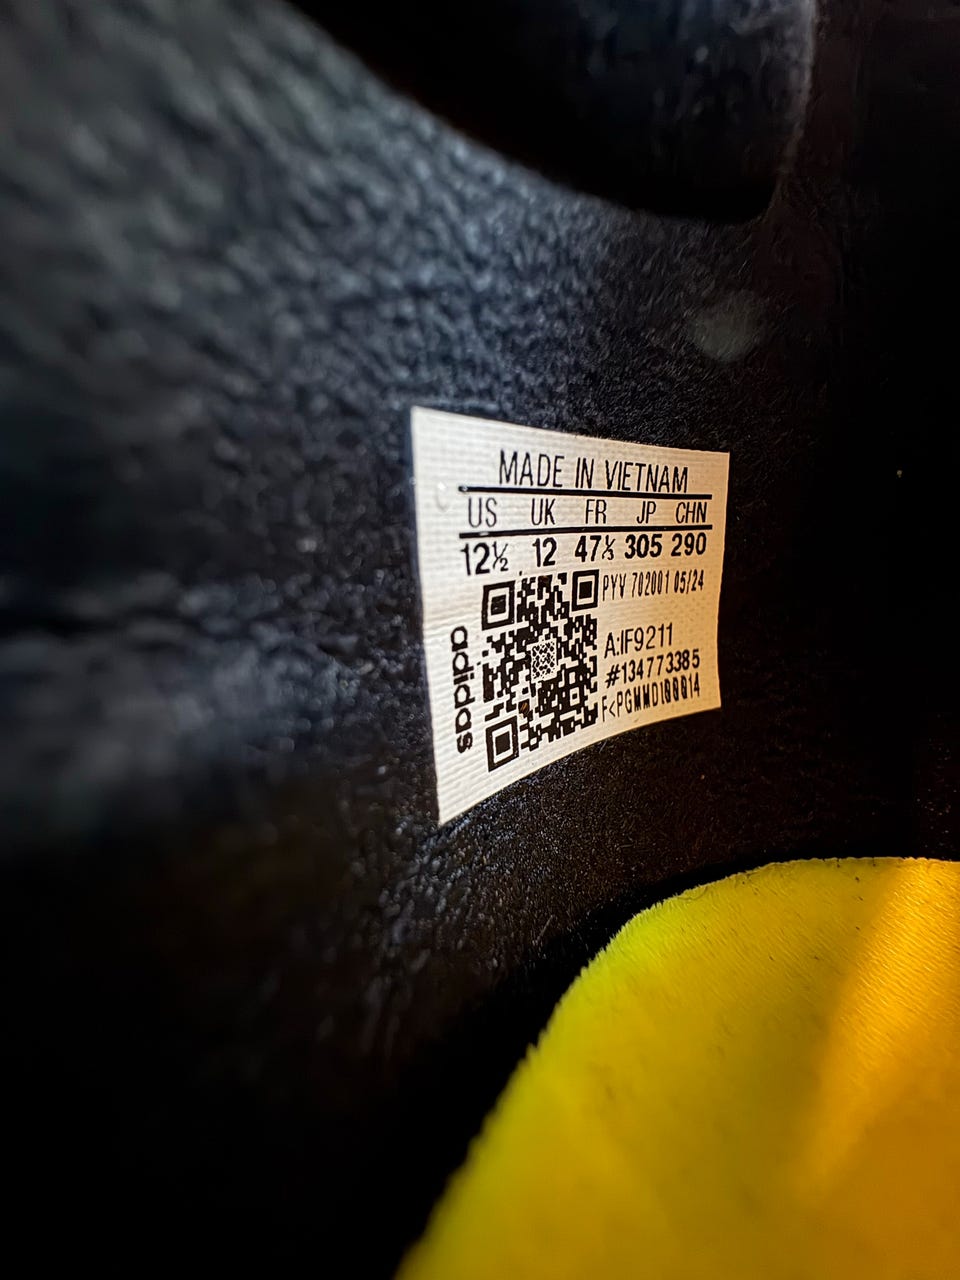 MADE IN VIETNAM
US UK FR JP CHN
12½ 12 47⅓ 305 290
PYV 702001 05/24
A:IF9211
#134773385
F<PGMMD100014
adidas